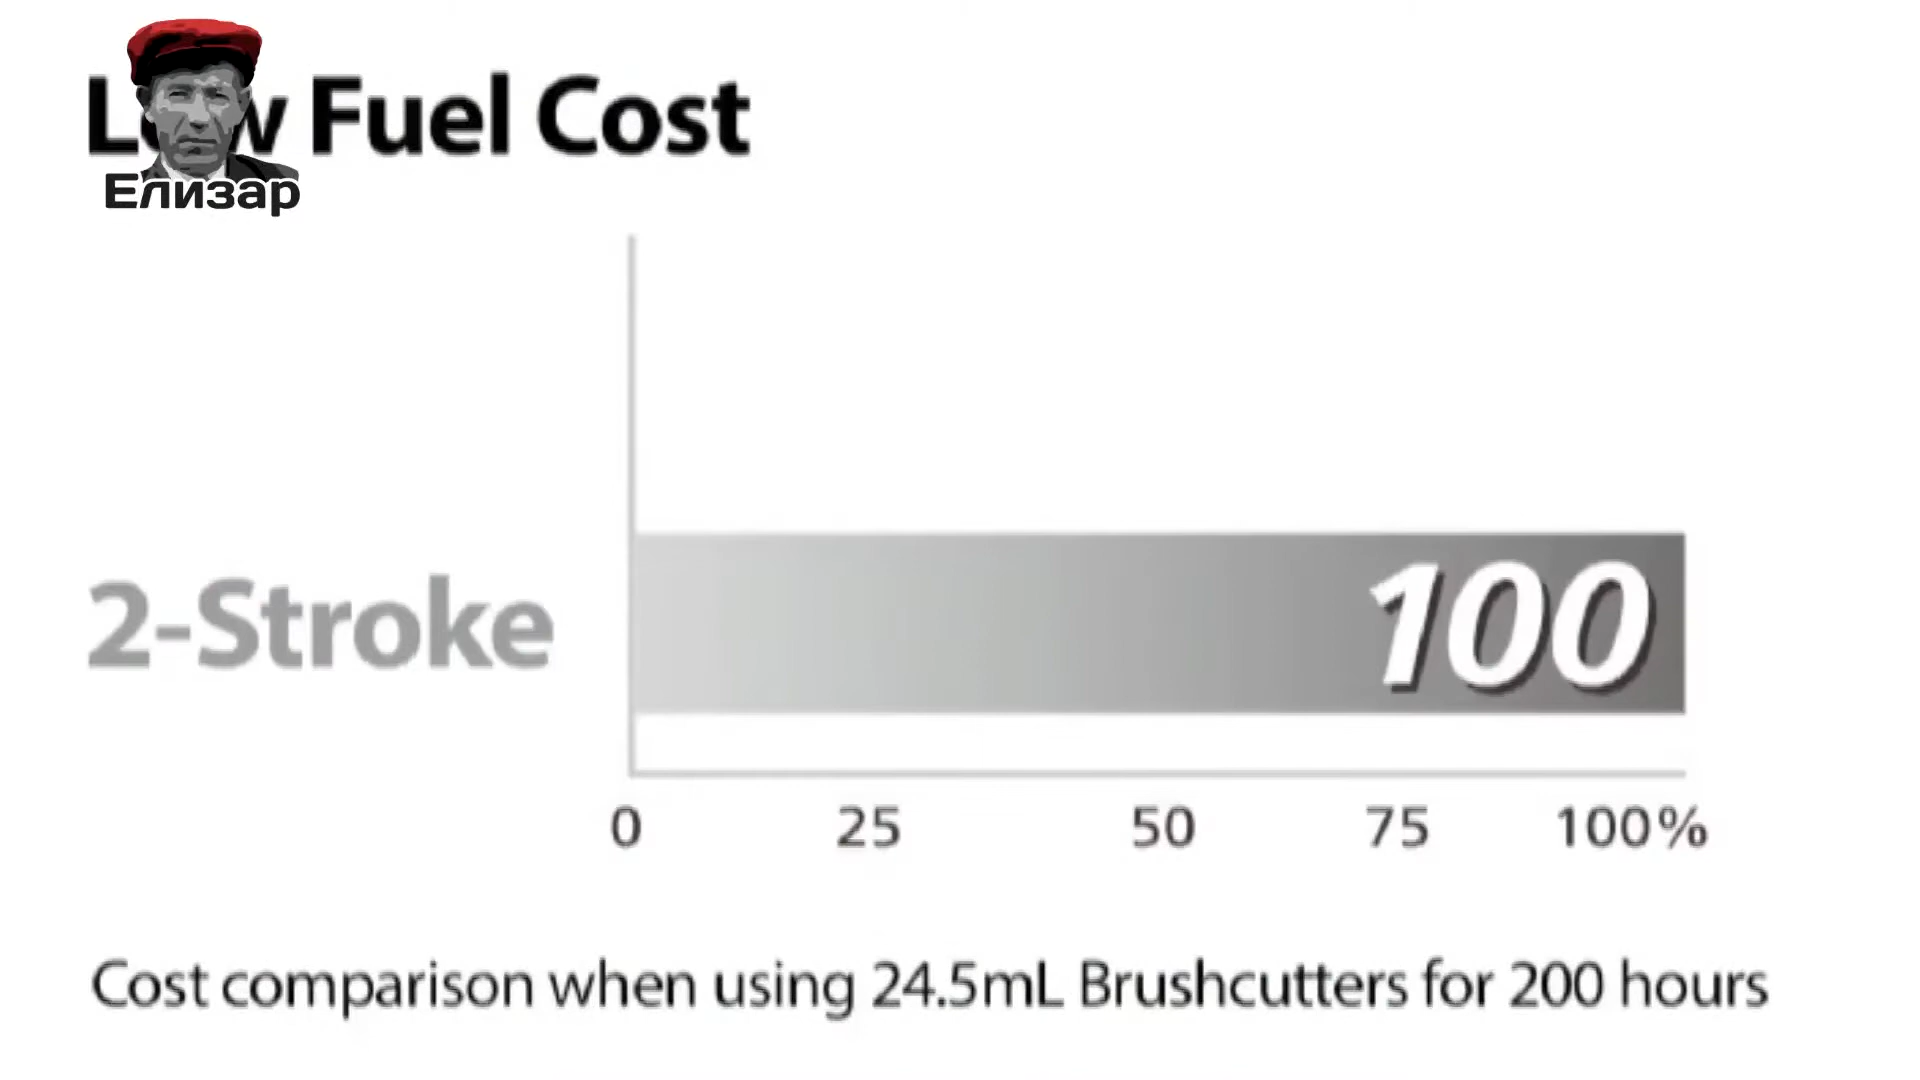 Low Fuel Cost
Елизар
2-Stroke
100
0 25 50 75 100%
Cost comparison when using 24.5mL Brushcutters for 200 hours